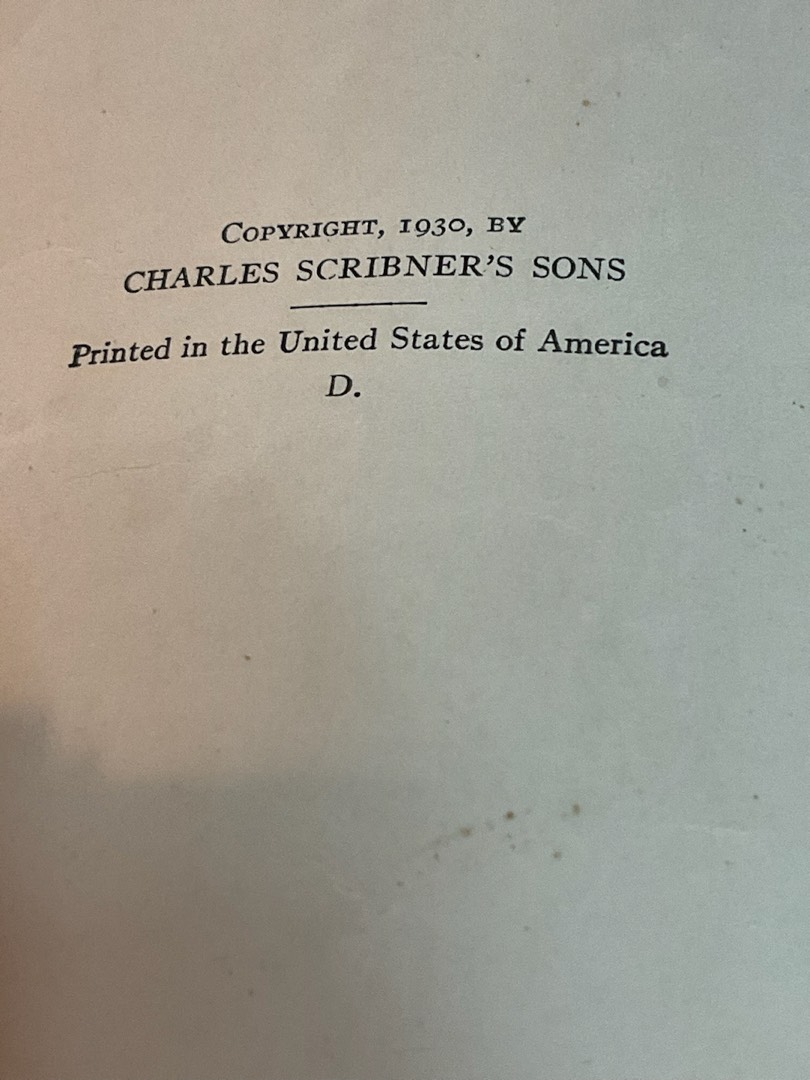 COPYRIGHT, 1930, BY
CHARLES SCRIBNER'S SONS
Printed in the United States of America
D.